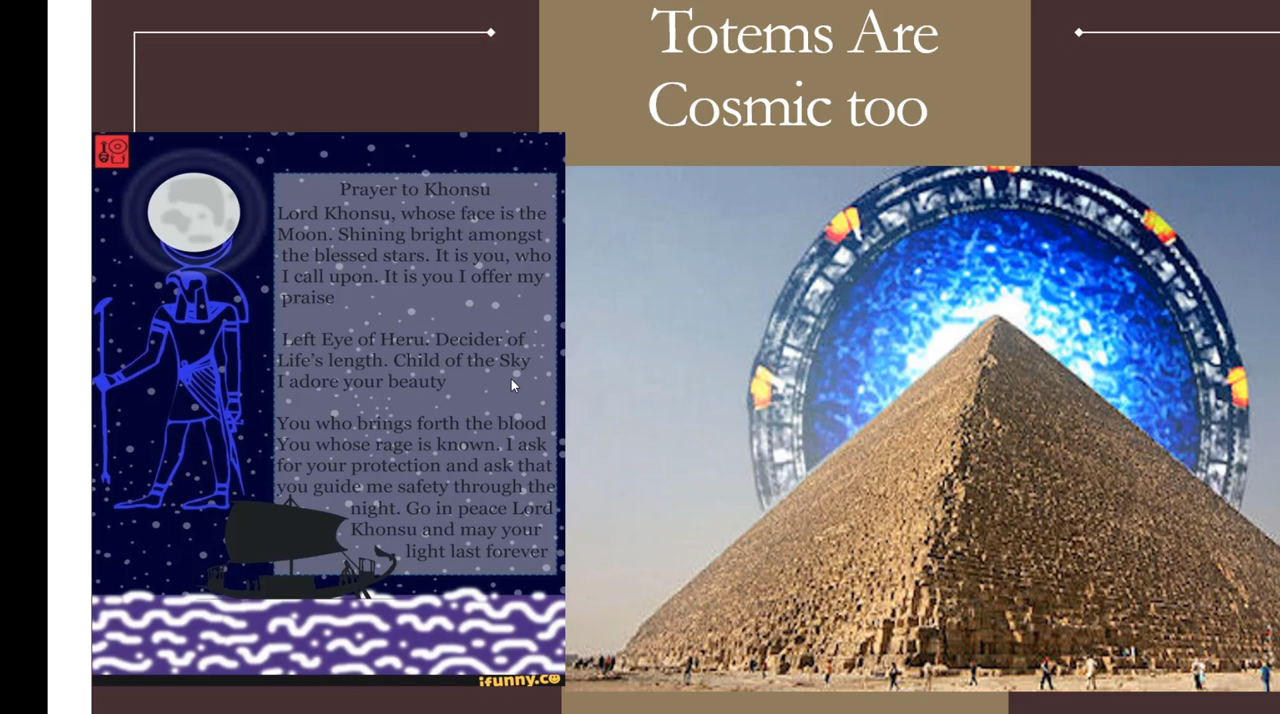 Totems Are
Cosmic too
Prayer to Khonsu
Lord Khonsu, whose face is the
Moon. Shining bright amongst
the blessed stars. It is you, who
I call upon. It is you I offer my
praise
Left Eye of Heru. Decider of
Life's length. Child of the Sky
I adore your beauty
You who brings forth the blood
You whose rage is known. I ask
for your protection and ask that
you guide me safety through the
night. Go in peace Lord
Khonsu and may your
light last forever
ifunny.co